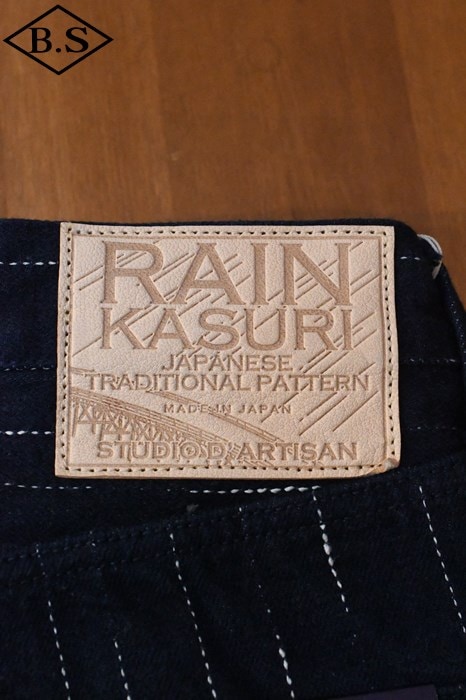 B.S
RAIN
KASURI
JAPANESE
TRADITIONAL PATTERN
MADE IN JAPAN
STUDIO D'ARTISAN